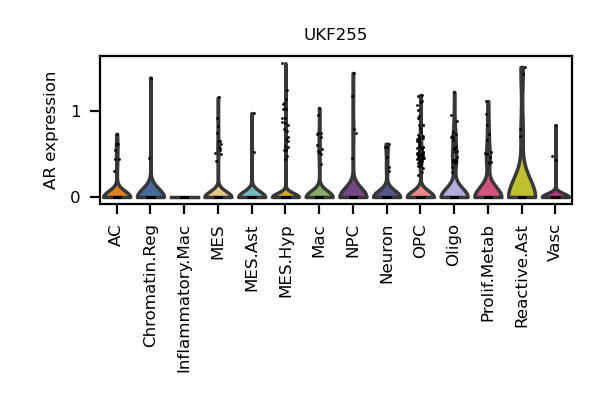 UKF255
AR expression
1
0
AC
Chromatin.Reg
Inflammatory.Mac
MES
MES.Ast
MES.Hyp
Mac
NPC
Neuron
OPC
Oligo
Prolif.Metab
Reactive.Ast
Vasc